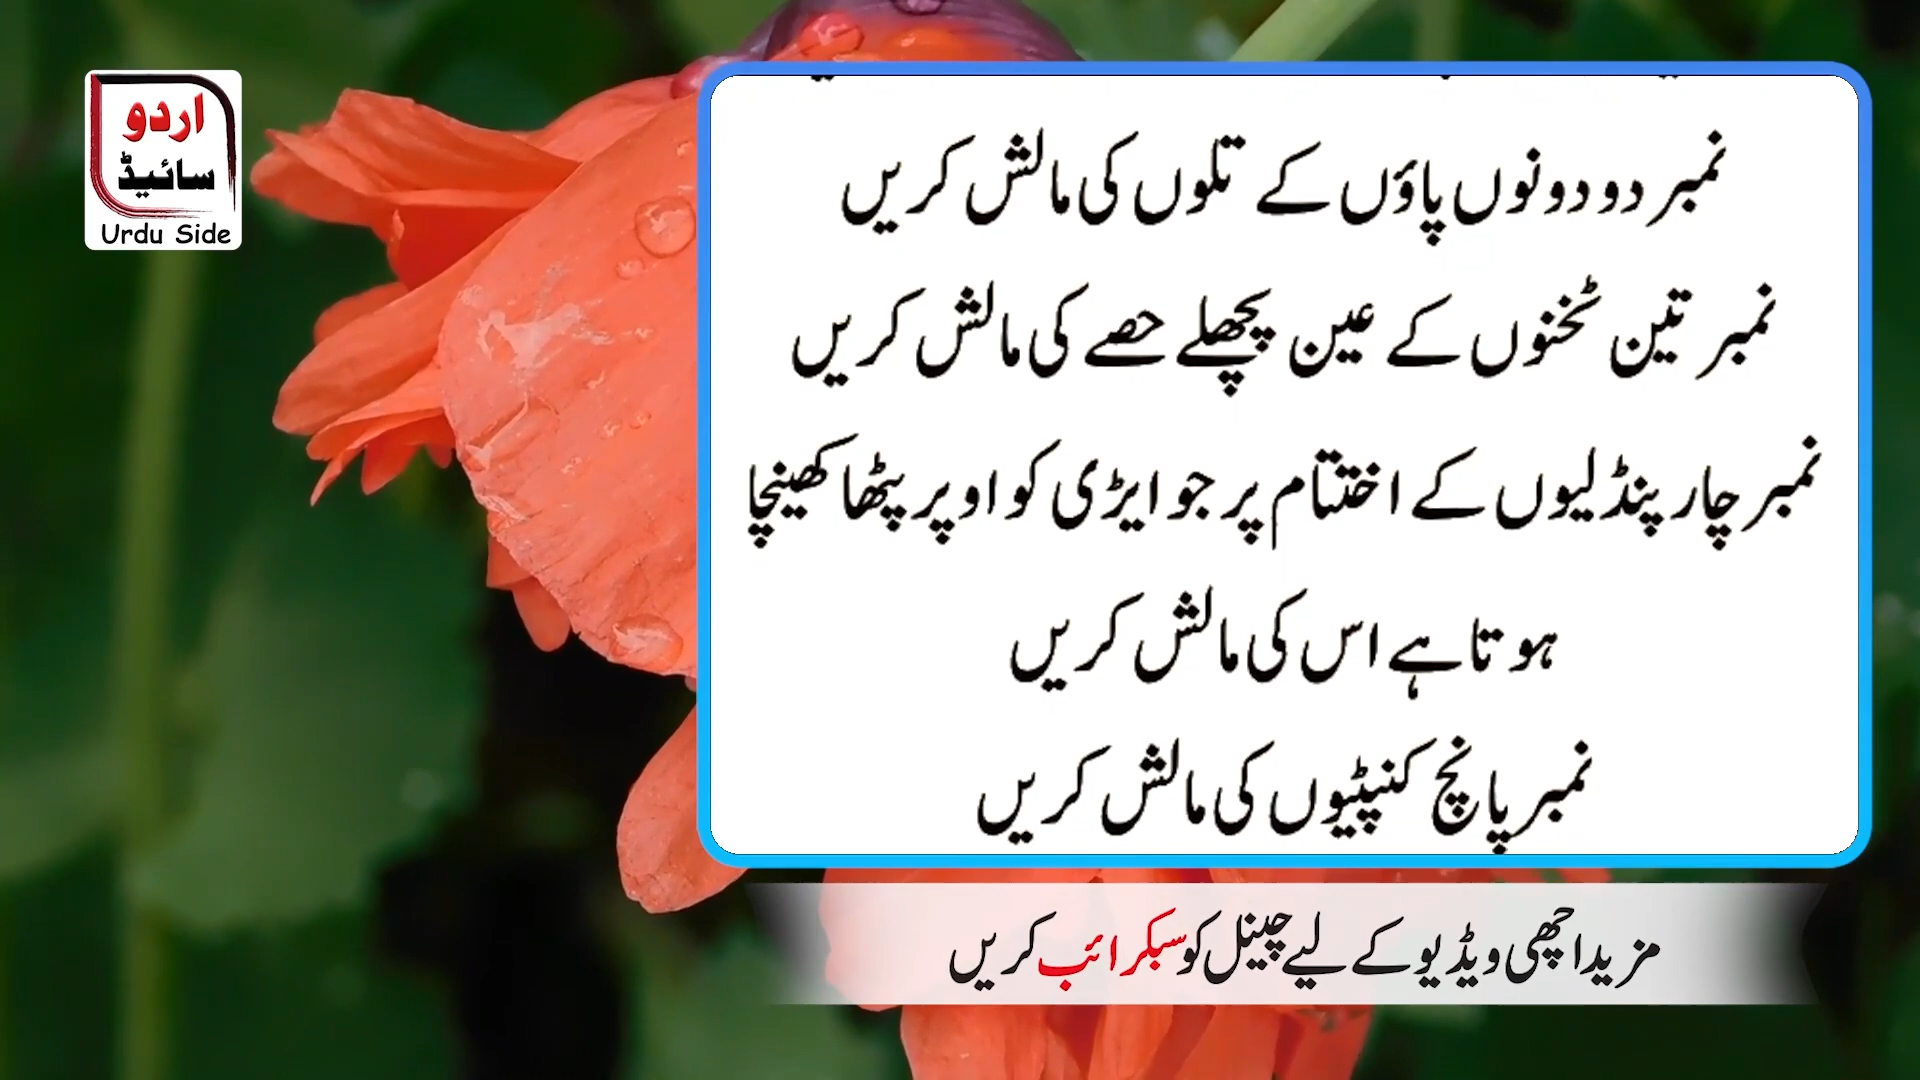 اردو
سائیڈ
Urdu Side
نمبر دو دونوں پاؤں کے تلوں کی مالش کریں
نمبر تین ٹخنوں کے عین پچھلے حصے کی مالش کریں
نمبر چار پنڈلیوں کے اختتام پر جو ایڑی کو اوپر پٹھا کھینچا
ہوتا ہے اس کی مالش کریں
نمبر پانچ کنپٹیوں کی مالش کریں
مزید اچھی ویڈیو کے لیے چینل کو سبکرائب کریں